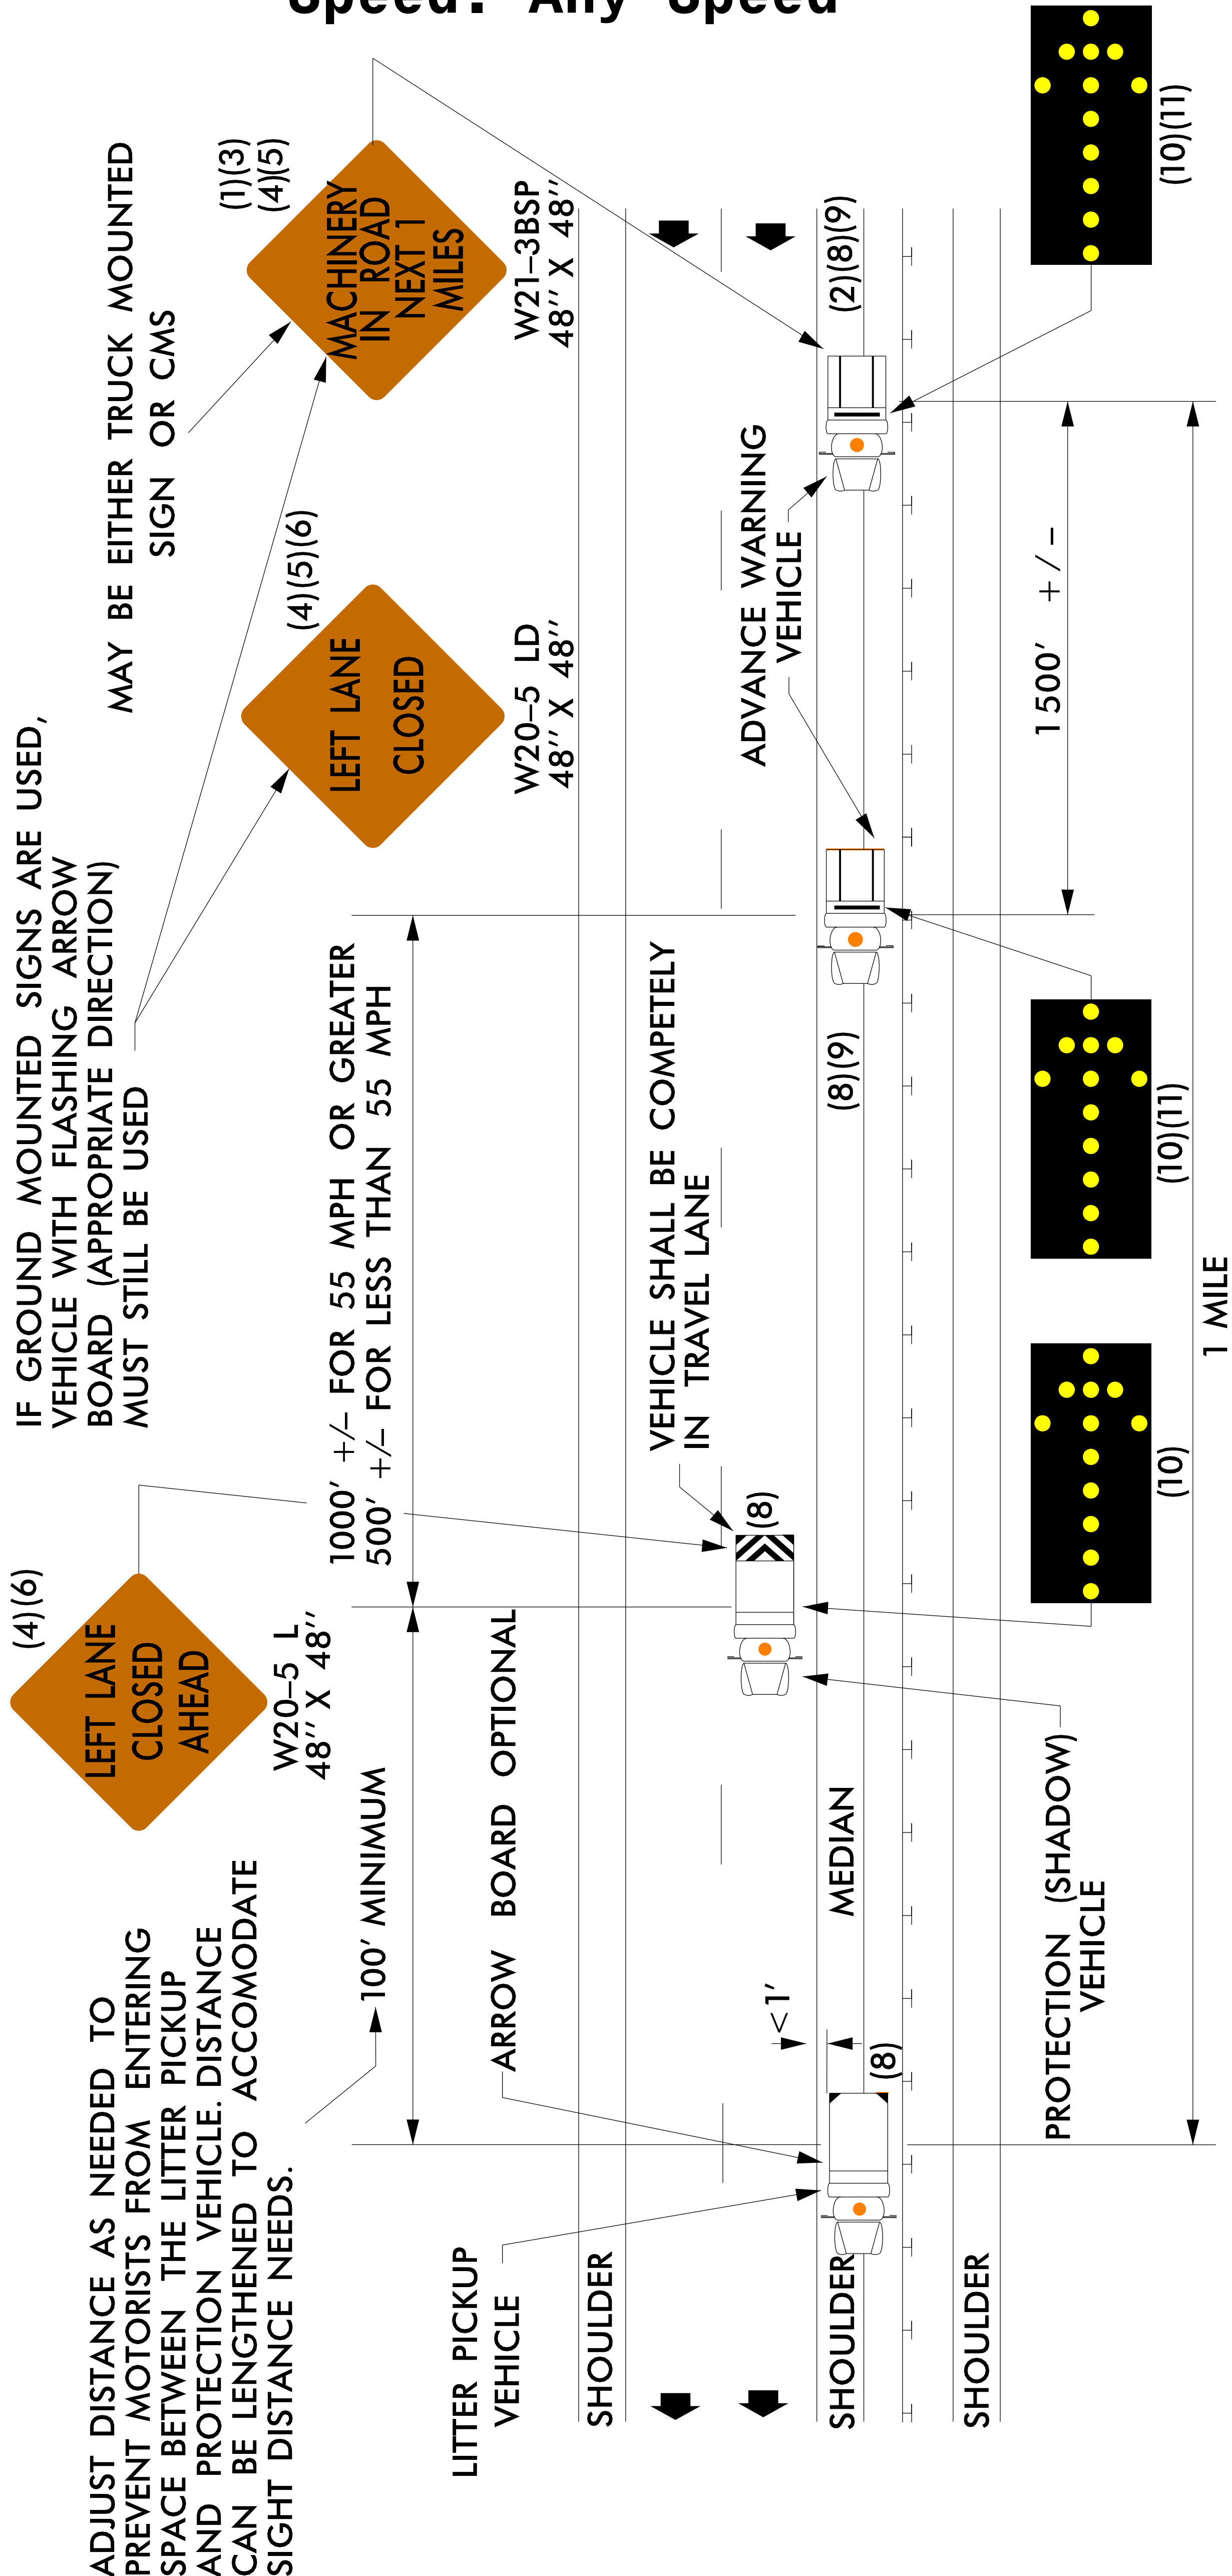 Speed: Any Speed
(1)(3)
(4)(5)
MACHINERY
IN ROAD
NEXT 1
MILES
W21–3BSP
48'' X 48''
MAY BE EITHER TRUCK MOUNTED
SIGN OR CMS
(4)(5)(6)
LEFT LANE
CLOSED
W20–5 LD
48'' X 48''
IF GROUND MOUNTED SIGNS ARE USED,
VEHICLE WITH FLASHING ARROW
BOARD (APPROPRIATE DIRECTION)
MUST STILL BE USED
1000' +/– FOR 55 MPH OR GREATER
500' +/– FOR LESS THAN 55 MPH
(4)(6)
LEFT LANE
CLOSED
AHEAD
W20–5 L
48'' X 48''
ADJUST DISTANCE AS NEEDED TO
PREVENT MOTORISTS FROM ENTERING
SPACE BETWEEN THE LITTER PICKUP
AND PROTECTION VEHICLE. DISTANCE
CAN BE LENGTHENED TO ACCOMODATE
SIGHT DISTANCE NEEDS.
100' MINIMUM
ARROW BOARD OPTIONAL
LITTER PICKUP
VEHICLE
VEHICLE SHALL BE COMPETELY
IN TRAVEL LANE
(8)
ADVANCE WARNING
VEHICLE
(2)(8)(9)
(8)(9)
<1'
(8)
MEDIAN
SHOULDER
SHOULDER
SHOULDER
PROTECTION (SHADOW)
VEHICLE
1500' +/–
(10)(11)
(10)(11)
(10)
1 MILE